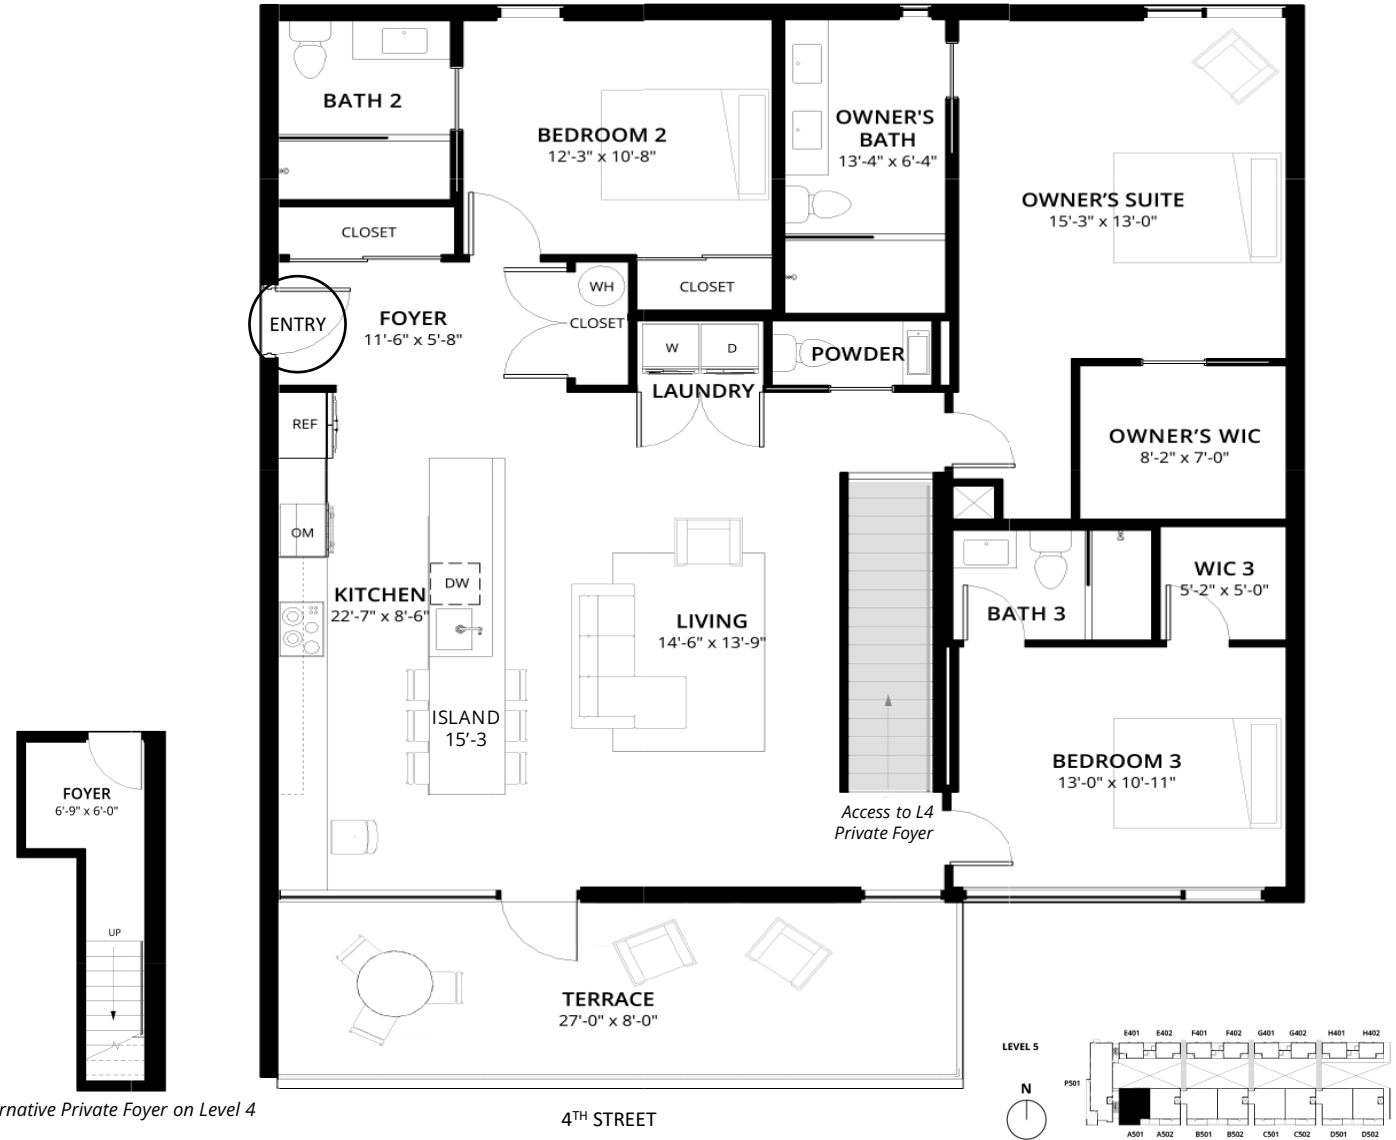 BATH 2
BEDROOM 2
12'-3" x 10'-8"
OWNER'S
BATH
13'-4" x 6'-4"
OWNER'S SUITE
15'-3" x 13'-0"
CLOSET
WH
CLOSET
CLOSET
ENTRY
FOYER
11'-6" x 5'-8"
W
D
LAUNDRY
POWDER
REF
OM
OWNER'S WIC
8'-2" x 7'-0"
DW
KITCHEN
22'-7" x 8'-6"
LIVING
14'-6" x 13'-9"
BATH 3
WIC 3
5'-2" x 5'-0"
ISLAND
15'-3
BEDROOM 3
13'-0" x 10'-11"
Access to L4
Private Foyer
FOYER
6'-9" x 6'-0"
UP
TERRACE
27'-0" x 8'-0"
rnative Private Foyer on Level 4
4TH STREET
LEVEL 5
N
E401 E402 F401 F402 G401 G402 H401 H402
P501
A501 A502 B501 B502 C501 C502 D501 D502